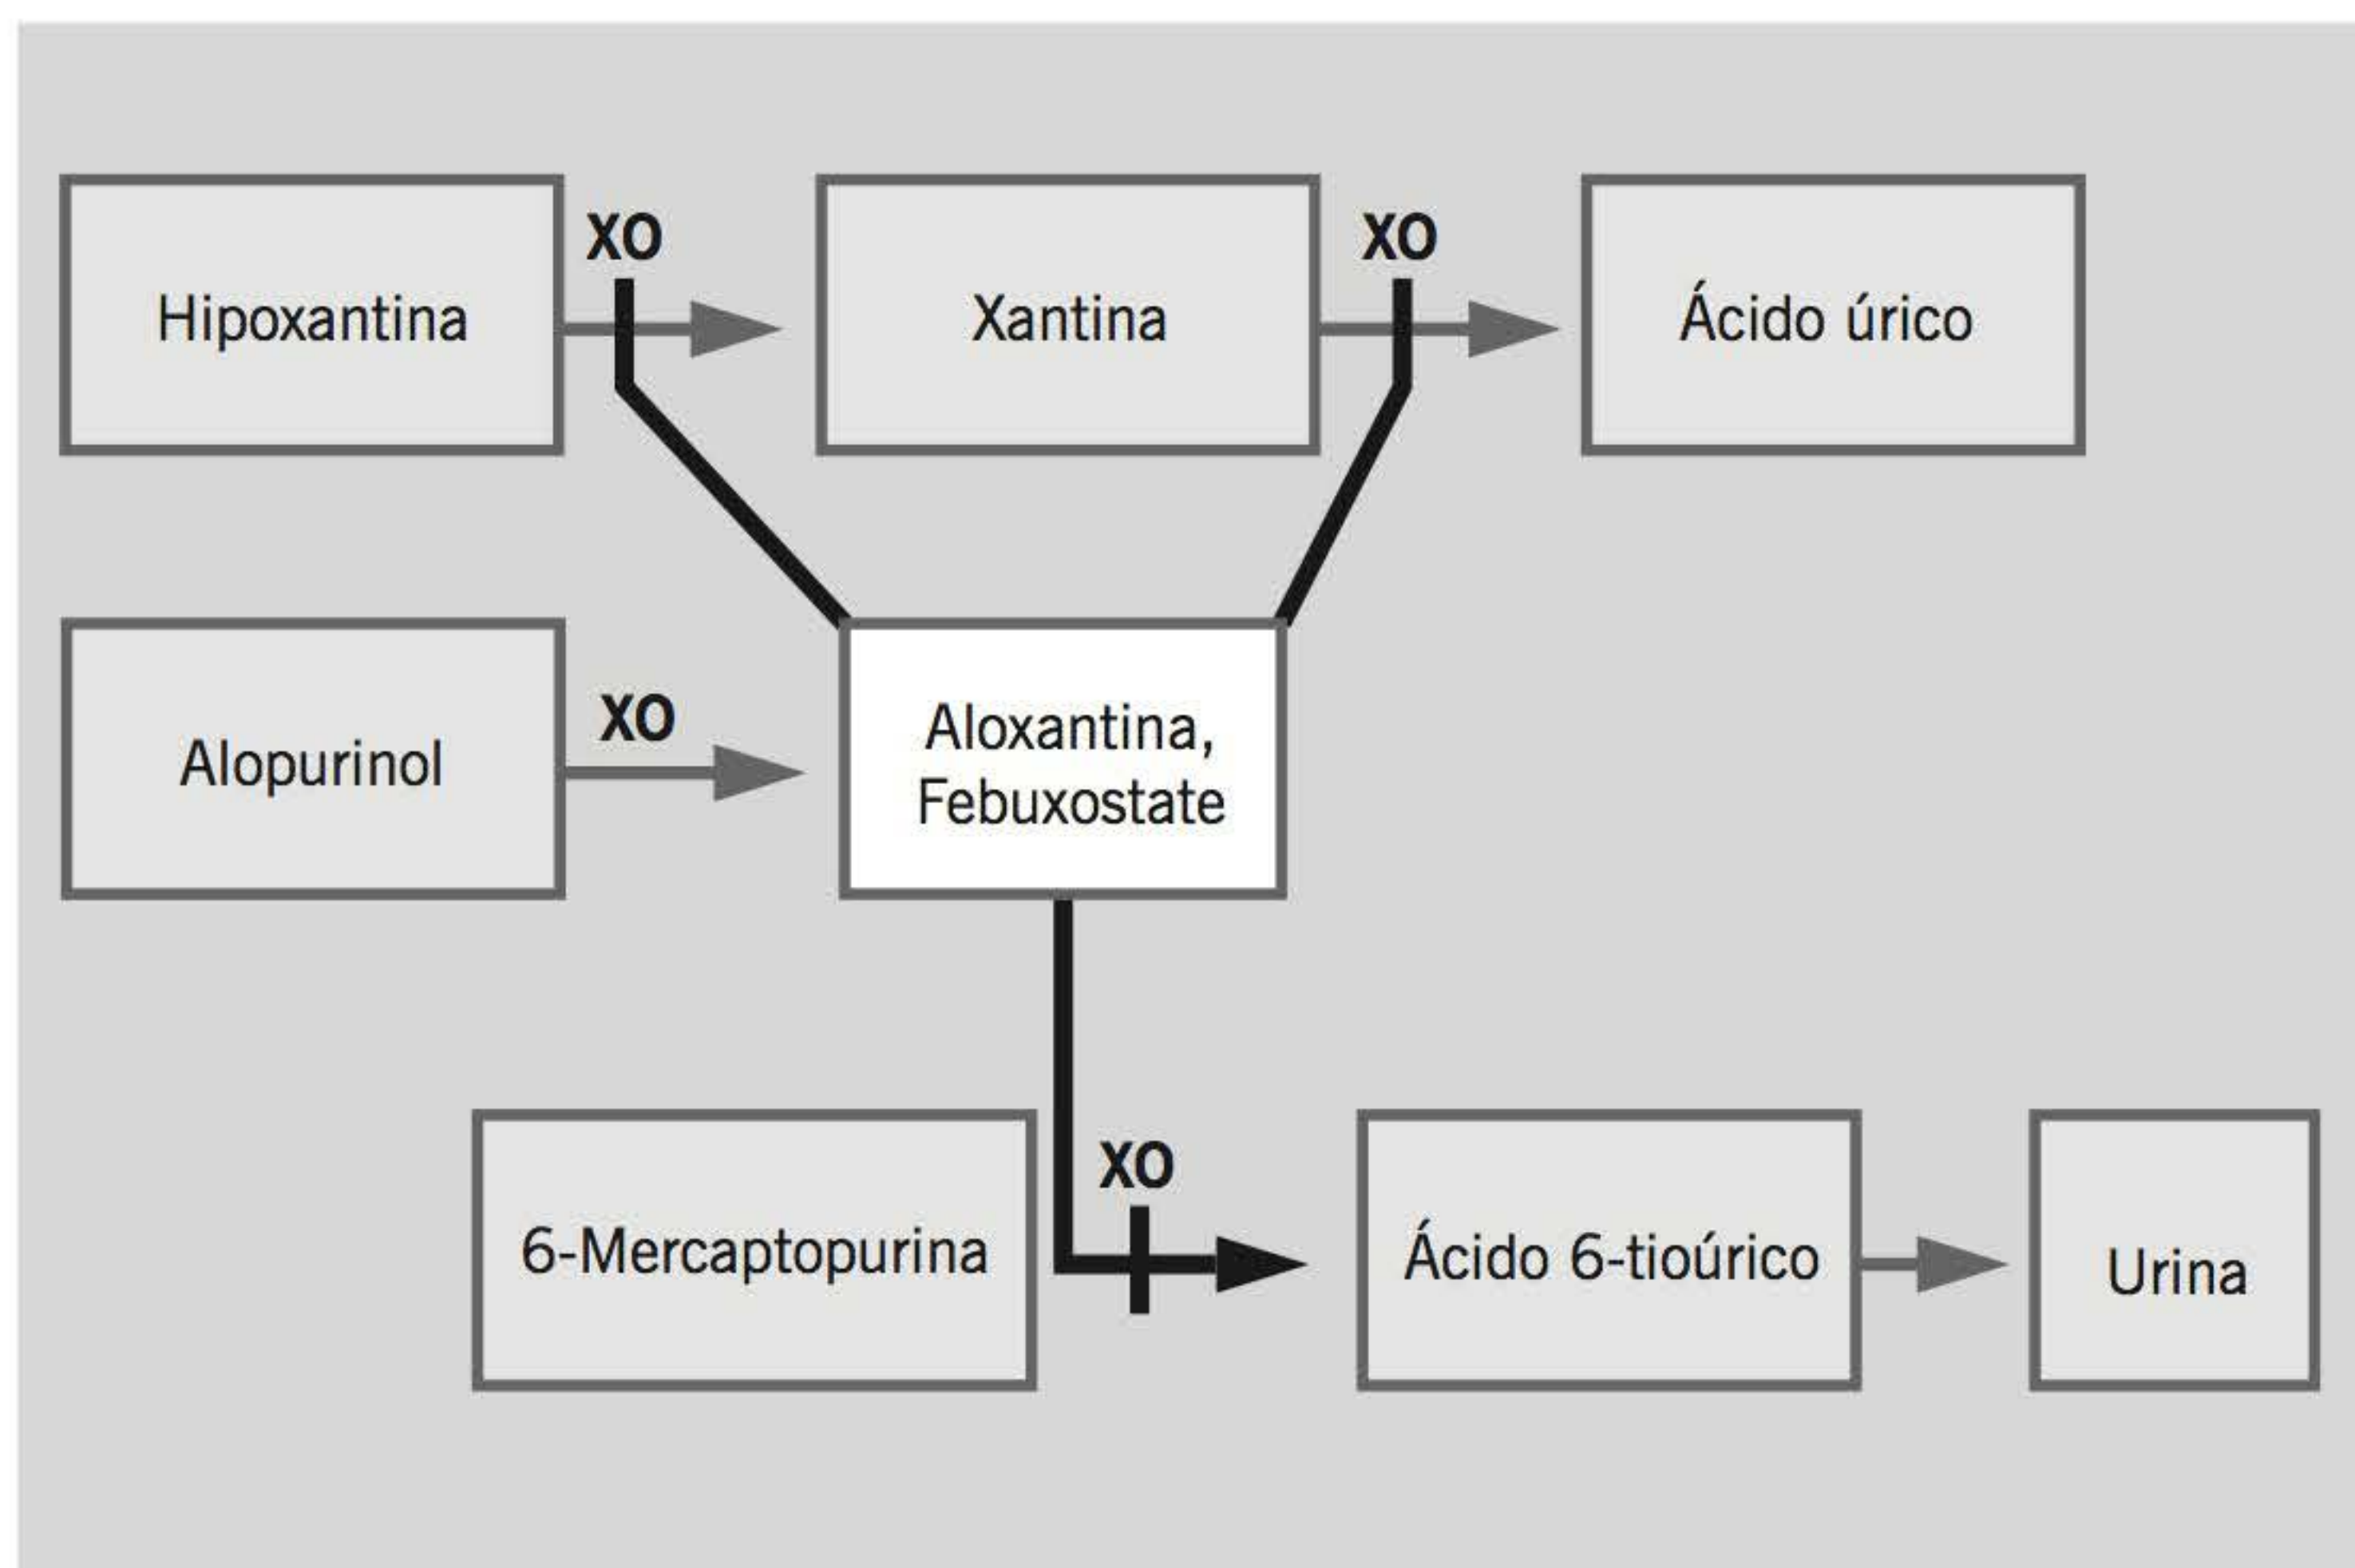 XO
XO
Hipoxantina
Xantina
Ácido úrico
XO
Alopurinol
Aloxantina,
Febuxostate
XO
6-Mercaptopurina
Ácido 6-tioúrico
Urina